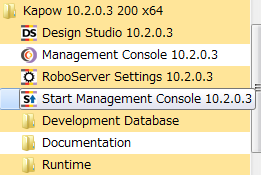 Kapow 10.2.0.3 200 x64
DS Design Studio 10.2.0.3
Management Console 10.2.0.3
RoboServer Settings 10.2.0.3
S Start Management Console 10.2.0.3
Development Database
Documentation
Runtime